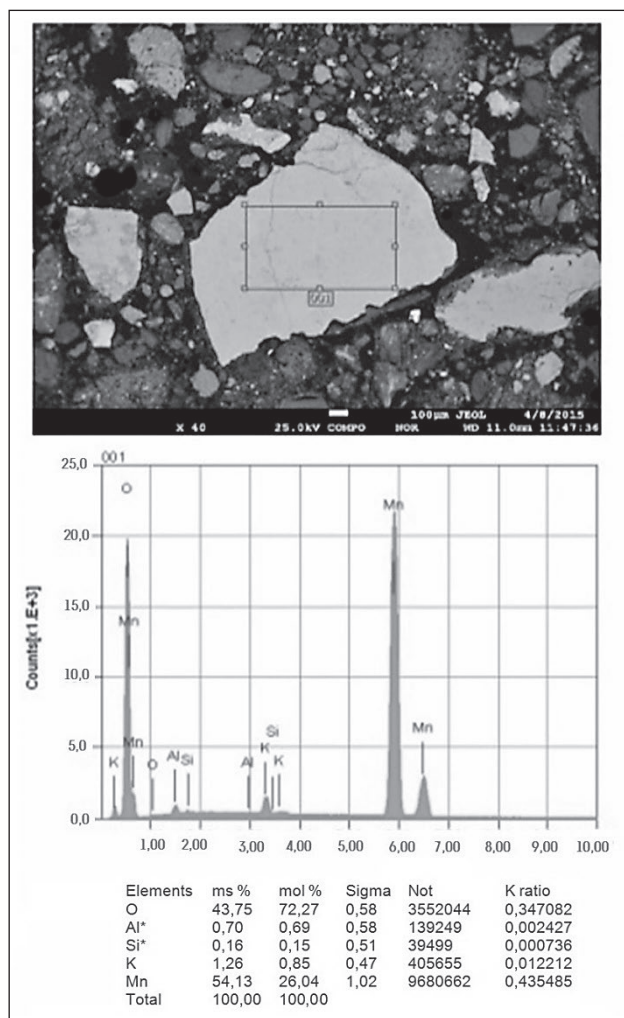 001
100µm JEOL 4/8/2015
X 40 25.0kV COMPO NOR WD 11.0mm 11:47:36
001
25,0
20,0
15,0
10,0
5,0
0,0
Counts[x1.E+3]
O
Mn
Mn
K
O
Al
Si
Al
K
Si
K
Mn
Mn
1,00 2,00 3,00 4,00 5,00 6,00 7,00 8,00 9,00 10,00
Elements ms % mol % Sigma Not K ratio
O 43,75 72,27 0,58 3552044 0,347082
Al* 0,70 0,69 0,58 139249 0,002427
Si* 0,16 0,15 0,51 39499 0,000736
K 1,26 0,85 0,47 405655 0,012212
Mn 54,13 26,04 1,02 9680662 0,435485
Total 100,00 100,00